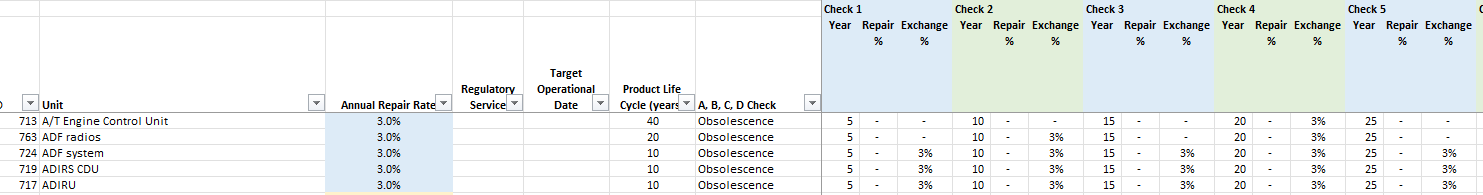 Check 1 Check 2 Check 3 Check 4 Check 5
Year Repair Exchange Year Repair Exchange Year Repair Exchange Year Repair Exchange Year Repair Exchange
% % % % % % % % % %
Target
Regulatory Operational Product Life
Unit Annual Repair Rate Service Date Cycle (years A, B, C, D Check
713 A/T Engine Control Unit 3.0% 40 Obsolescence 5 - - 10 - - 15 - - 20 - 3% 25 - -
763 ADF radios 3.0% 20 Obsolescence 5 - - 10 - 3% 15 - - 20 - 3% 25 - -
724 ADF system 3.0% 10 Obsolescence 5 - 3% 10 - 3% 15 - 3% 20 - 3% 25 - 3%
719 ADIRS CDU 3.0% 10 Obsolescence 5 - 3% 10 - 3% 15 - 3% 20 - 3% 25 - 3%
717 ADIRU 3.0% 10 Obsolescence 5 - 3% 10 - 3% 15 - 3% 20 - 3% 25 - 3%